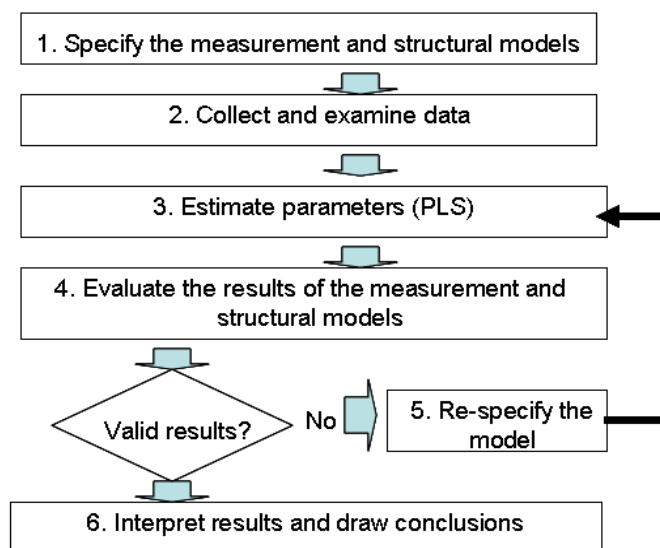 1. Specify the measurement and structural models
2. Collect and examine data
3. Estimate parameters (PLS)
4. Evaluate the results of the measurement and
structural models
Valid results?
No
5. Re-specify the
model
6. Interpret results and draw conclusions